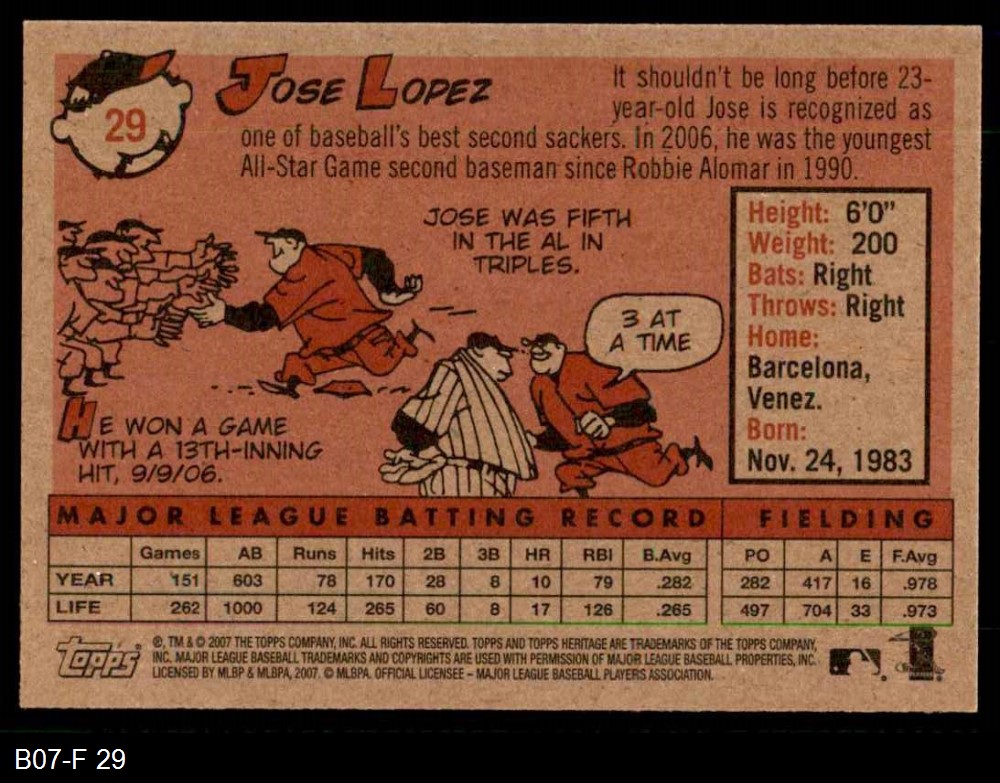 29
JOSE LOPEZ
It shouldn't be long before 23-
year-old Jose is recognized as
one of baseball's best second sackers. In 2006, he was the youngest
All-Star Game second baseman since Robbie Alomar in 1990.
JOSE WAS FIFTH
IN THE AL IN
TRIPLES.
3 AT
A TIME
HE WON A GAME
WITH A 13TH-INNING
HIT, 9/9/06.
Height: 6'0"
Weight: 200
Bats: Right
Throws: Right
Home:
Barcelona,
Venez.
Born:
Nov. 24, 1983
MAJOR LEAGUE BATTING RECORD FIELDING
Games AB Runs Hits 2B 3B HR RBI B.Avg PO A E F.Avg
YEAR 151 603 78 170 28 8 10 79 .282 282 417 16 .978
LIFE 262 1000 124 265 60 8 17 126 .265 497 704 33 .973
Topps
®, TM & © 2007 THE TOPPS COMPANY, INC. ALL RIGHTS RESERVED. TOPPS AND TOPPS HERITAGE ARE TRADEMARKS OF THE TOPPS COMPANY,
INC. MAJOR LEAGUE BASEBALL TRADEMARKS AND COPYRIGHTS ARE USED WITH PERMISSION OF MAJOR LEAGUE BASEBALL PROPERTIES, INC.
LICENSED BY MLBP & MLBPA, 2007. © MLBPA. OFFICIAL LICENSEE – MAJOR LEAGUE BASEBALL PLAYERS ASSOCIATION.
B07-F 29